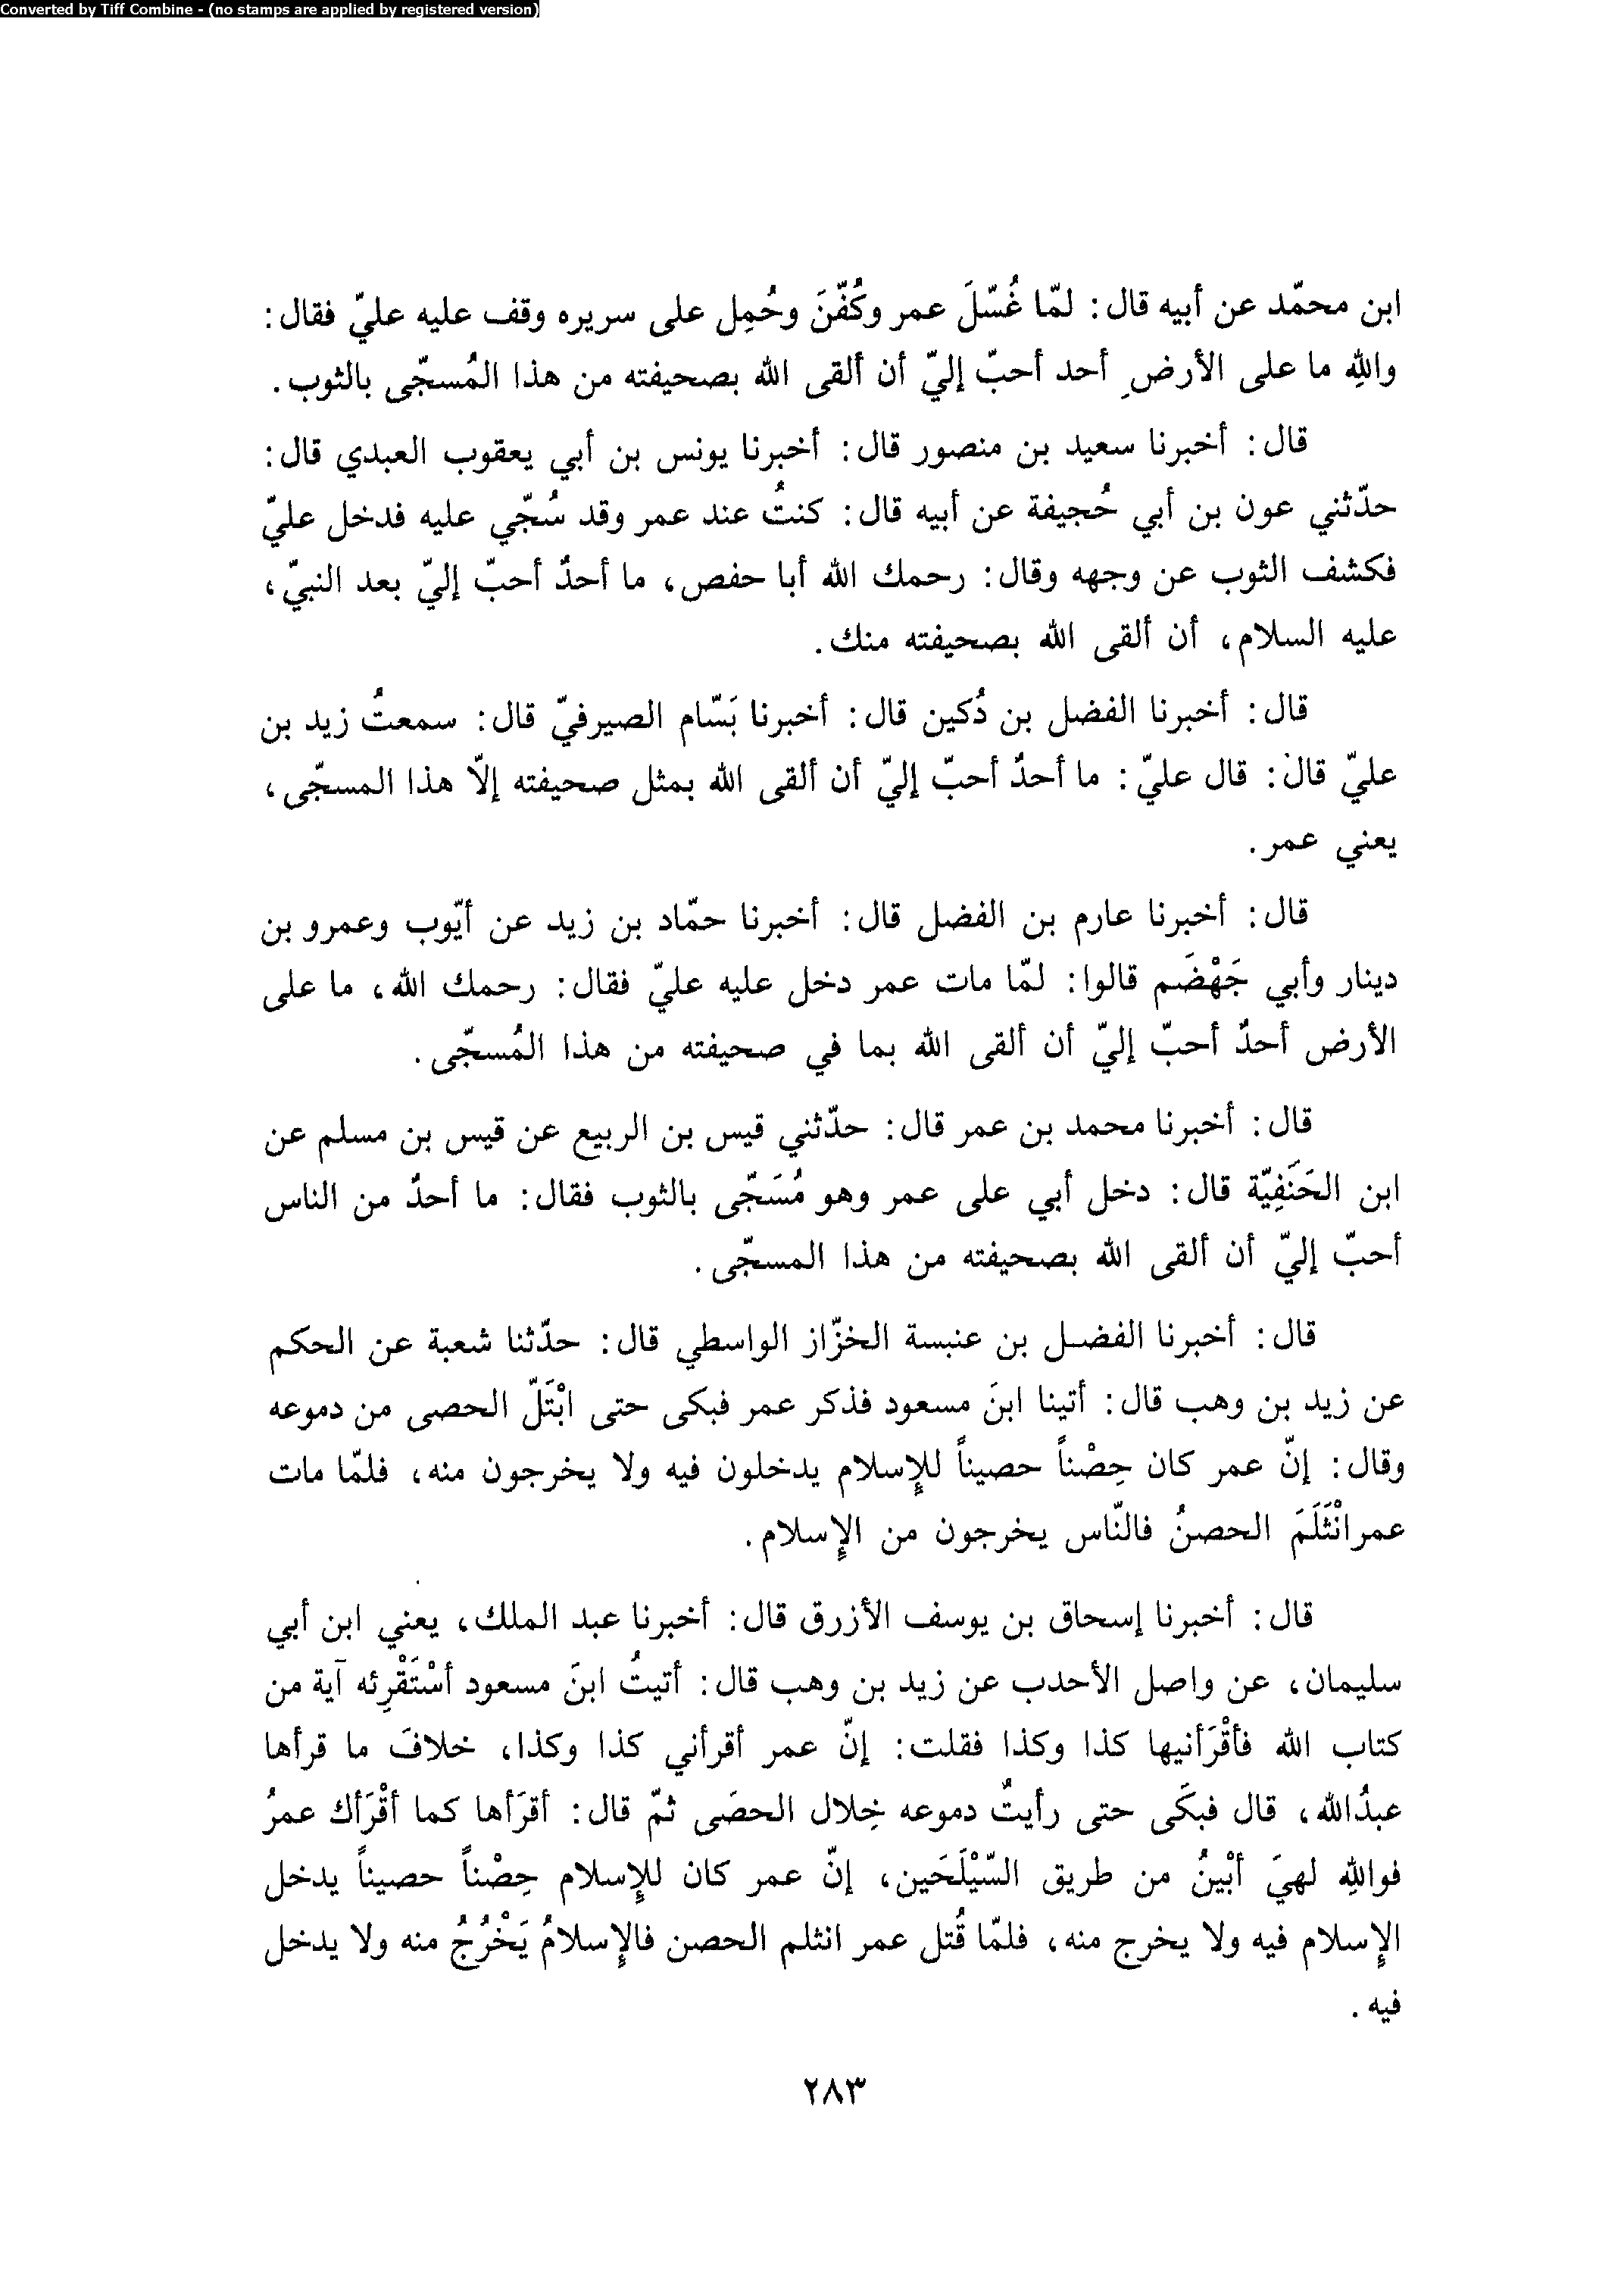 Converted by Tiff Combine - (no stamps are applied by registered version)
ابن محمّد عن أبيه قال: لمّا غُسّلَ عمر وكُفّنَ وحُمِل على سريره وقف عليه عليّ فقال:
واللهِ ما على الأرضِ أحد أحبّ إليّ أن ألقى الله بصحيفته من هذا المُسجّى بالثوب.
قال: أخبرنا سعيد بن منصور قال: أخبرنا يونس بن أبي يعقوب العبدي قال:
حدّثني عون بن أبي حُجيفة عن أبيه قال: كنتُ عند عمر وقد سُجّي عليه فدخل عليّ
فكشف الثوب عن وجهه وقال: رحمك الله أبا حفص، ما أحدٌ أحبّ إليّ بعد النبيّ،
عليه السلام، أن ألقى الله بصحيفته منك.
قال: أخبرنا الفضل بن دُكين قال: أخبرنا بَسّام الصيرفيّ قال: سمعتُ زيد بن
عليّ قال: قال عليّ: ما أحدٌ أحبّ إليّ أن ألقى الله بمثل صحيفته إلّا هذا المسجّى،
يعني عمر.
قال: أخبرنا عارم بن الفضل قال: أخبرنا حمّاد بن زيد عن أيّوب وعمرو بن
دينار وأبي جَهْضَم قالوا: لمّا مات عمر دخل عليه عليّ فقال: رحمك الله، ما على
الأرض أحدٌ أحبّ إليّ أن ألقى الله بما في صحيفته من هذا المُسجّى.
قال: أخبرنا محمد بن عمر قال: حدّثني قيس بن الربيع عن قيس بن مسلم عن
ابن الحَنَفِيّة قال: دخل أبي على عمر وهو مُسَجّى بالثوب فقال: ما أحدٌ من الناس
أحبّ إليّ أن ألقى الله بصحيفته من هذا المسجّى.
قال: أخبرنا الفضل بن عنبسة الخزّاز الواسطي قال: حدّثنا شعبة عن الحكم
عن زيد بن وهب قال: أتينا ابنَ مسعود فذكر عمر فبكى حتى ابْتَلّ الحصى من دموعه
وقال: إنّ عمر كان حِصْناً حصيناً للإسلام يدخلون فيه ولا يخرجون منه، فلمّا مات
عمر انْثَلَمَ الحصنُ فالنّاس يخرجون من الإسلام.
قال: أخبرنا إسحاق بن يوسف الأزرق قال: أخبرنا عبد الملك، يعني ابن أبي
سليمان، عن واصل الأحدب عن زيد بن وهب قال: أتيتُ ابنَ مسعود أسْتَقْرِئه آية من
كتاب الله فأقْرَأنيها كذا وكذا فقلت: إنّ عمر أقرأني كذا وكذا، خلافَ ما قرأها
عبدُالله، قال فبكَى حتى رأيتُ دموعه خِلال الحصَى ثمّ قال: أقرَأها كما أقْرَأك عمرُ
فواللهِ لهيَ أبْينُ من طريق السّيْلَحَين، إنّ عمر كان للإسلام حِصْناً حصيناً يدخل
الإسلام فيه ولا يخرج منه، فلمّا قُتل عمر انثلم الحصن فالإسلامُ يَخْرُجُ منه ولا يدخل
فيه.
٢٨٣